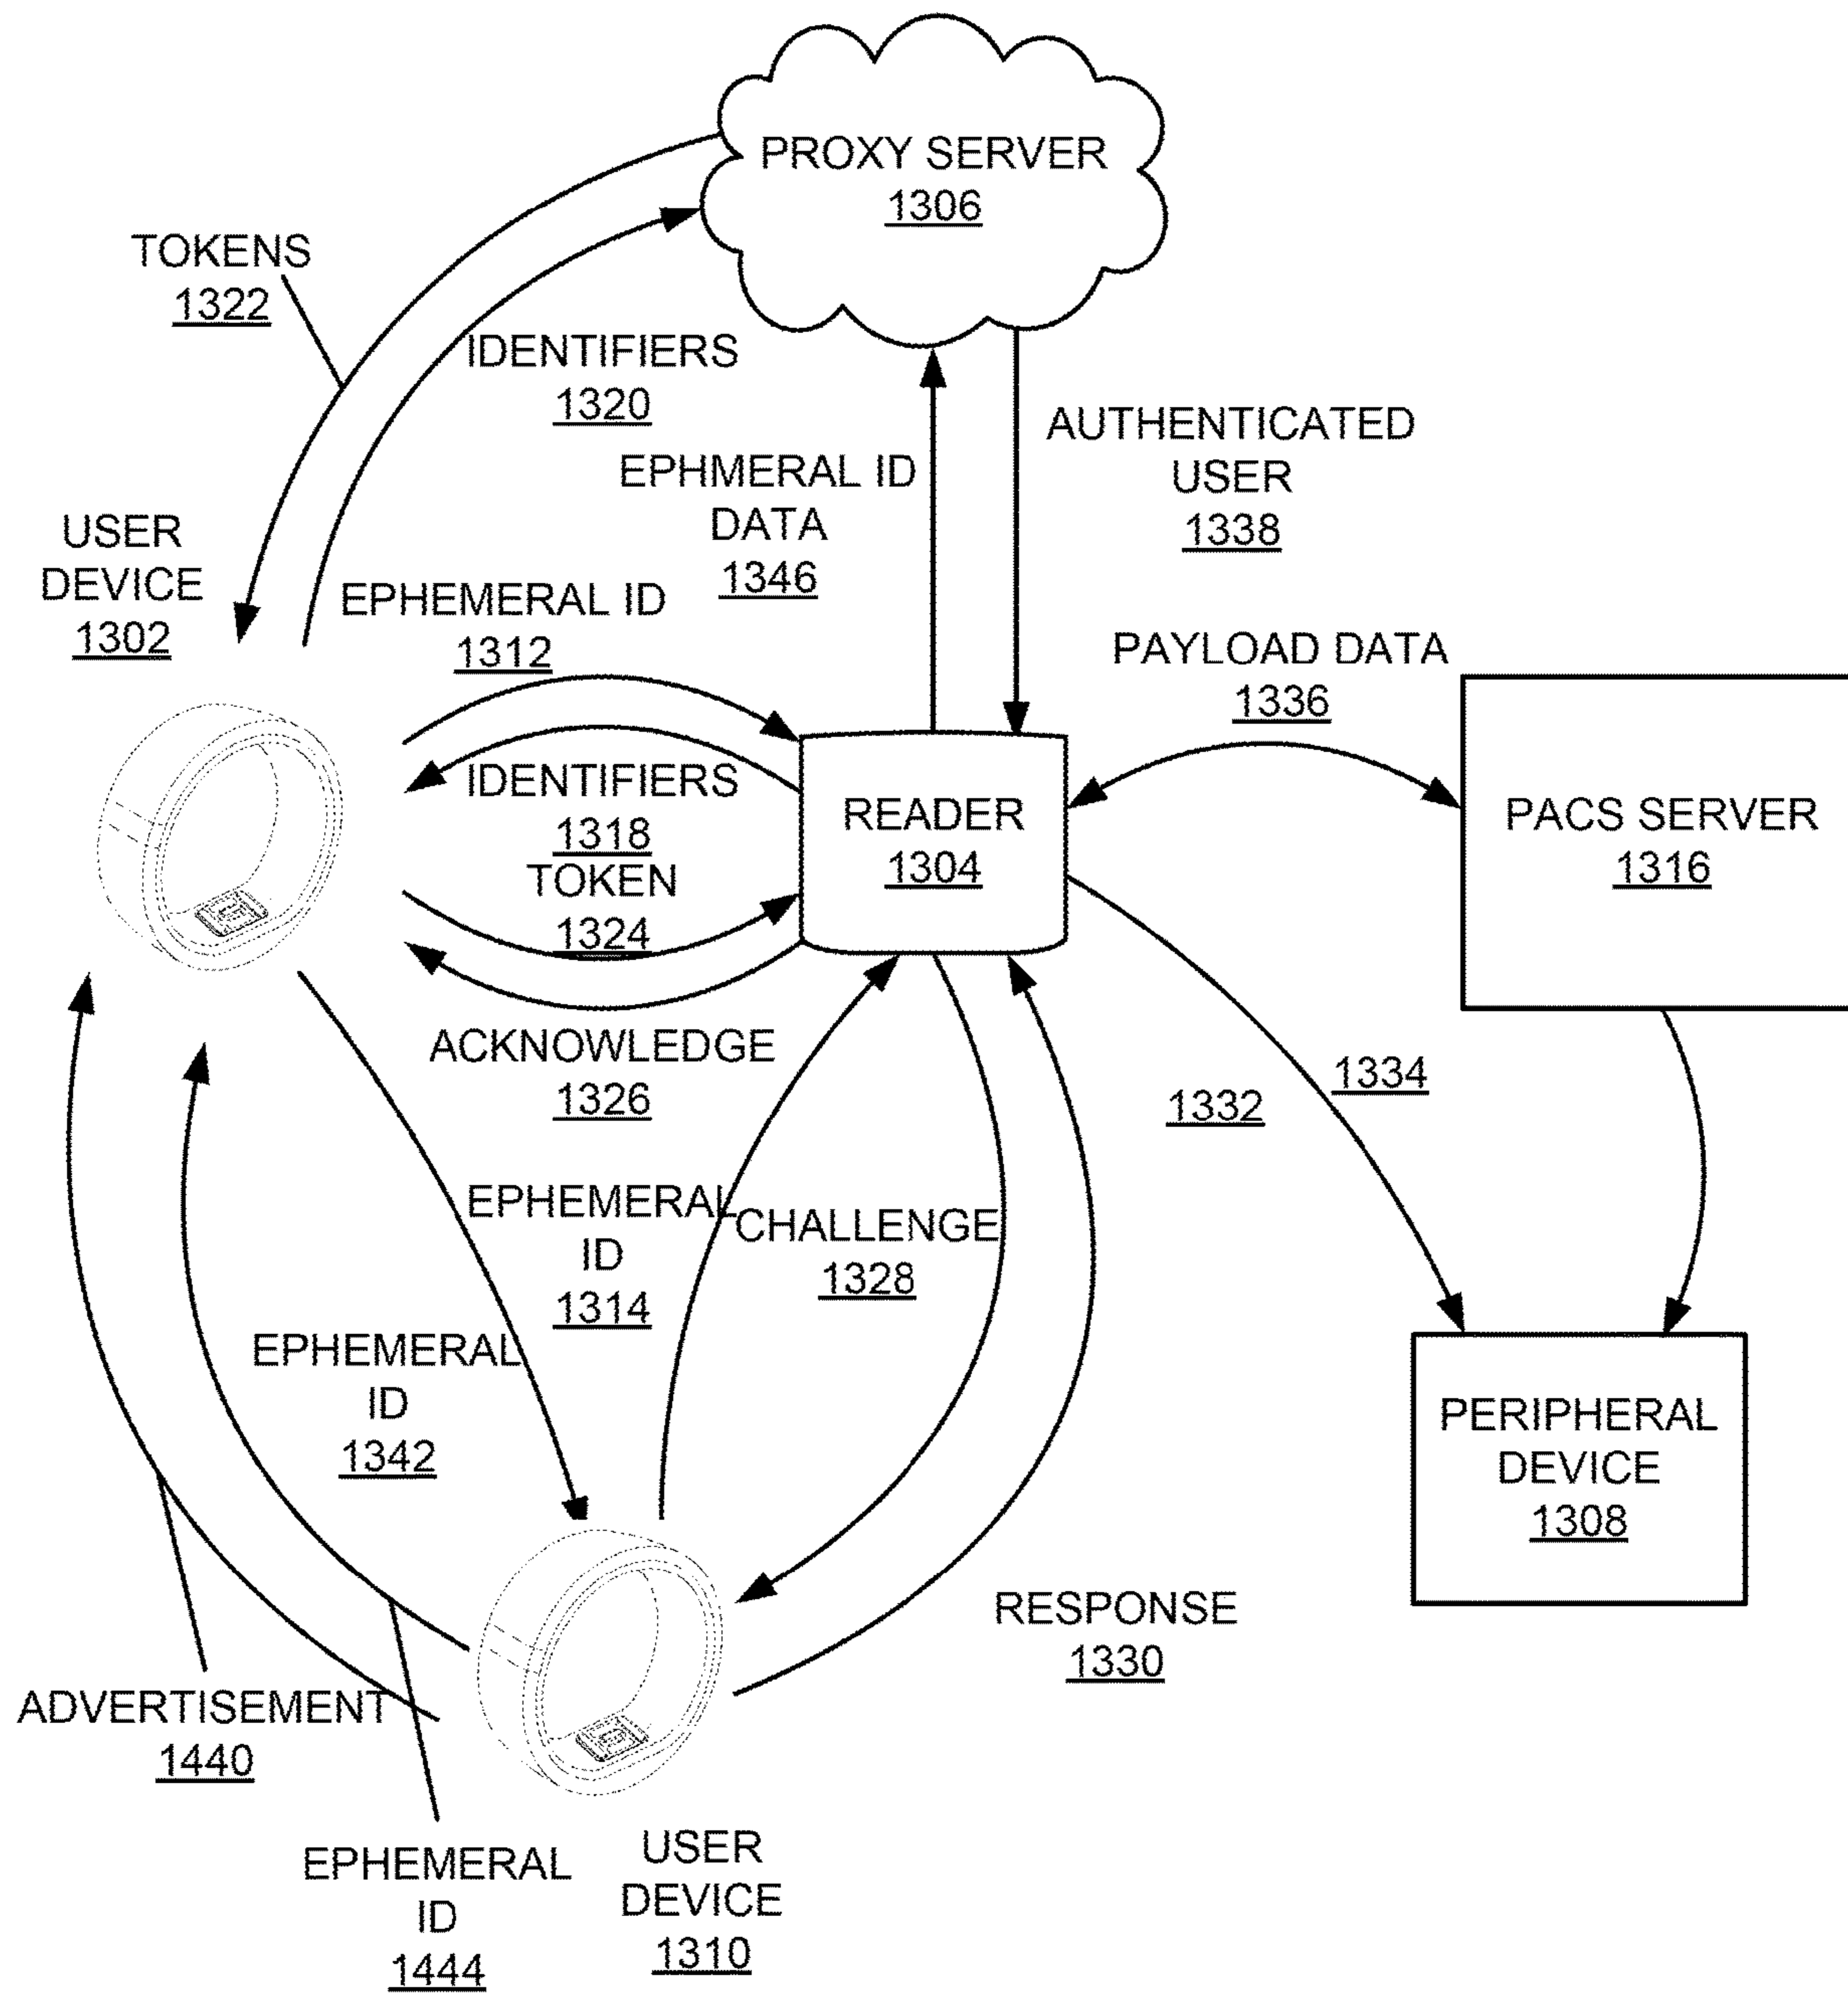 PROXY SERVER
1306
TOKENS
1322
IDENTIFIERS
1320
AUTHENTICATED
USER
1338
EPHMERAL ID
DATA
1346
USER
DEVICE
1302
EPHEMERAL ID
1312
PAYLOAD DATA
1336
IDENTIFIERS
1318
READER
1304
PACS SERVER
1316
TOKEN
1324
ACKNOWLEDGE
1326
1334
1332
EPHEMERAL
ID
1314
CHALLENGE
1328
EPHEMERAL
ID
1342
PERIPHERAL
DEVICE
1308
RESPONSE
1330
ADVERTISEMENT
1440
EPHEMERAL
ID
1444
USER
DEVICE
1310